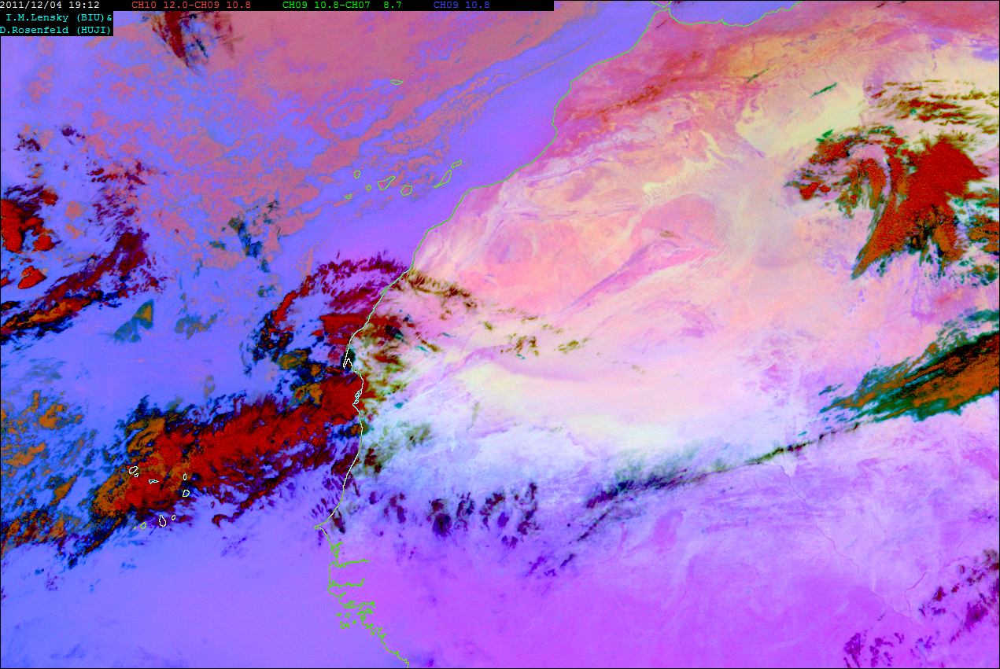 2011/12/04 19:12 CH10 12.0-CH09 10.8 CH09 10.8-CH07 8.7 CH09 10.8
I.M.Lensky (BIU)&
D.Rosenfeld (HUJI)